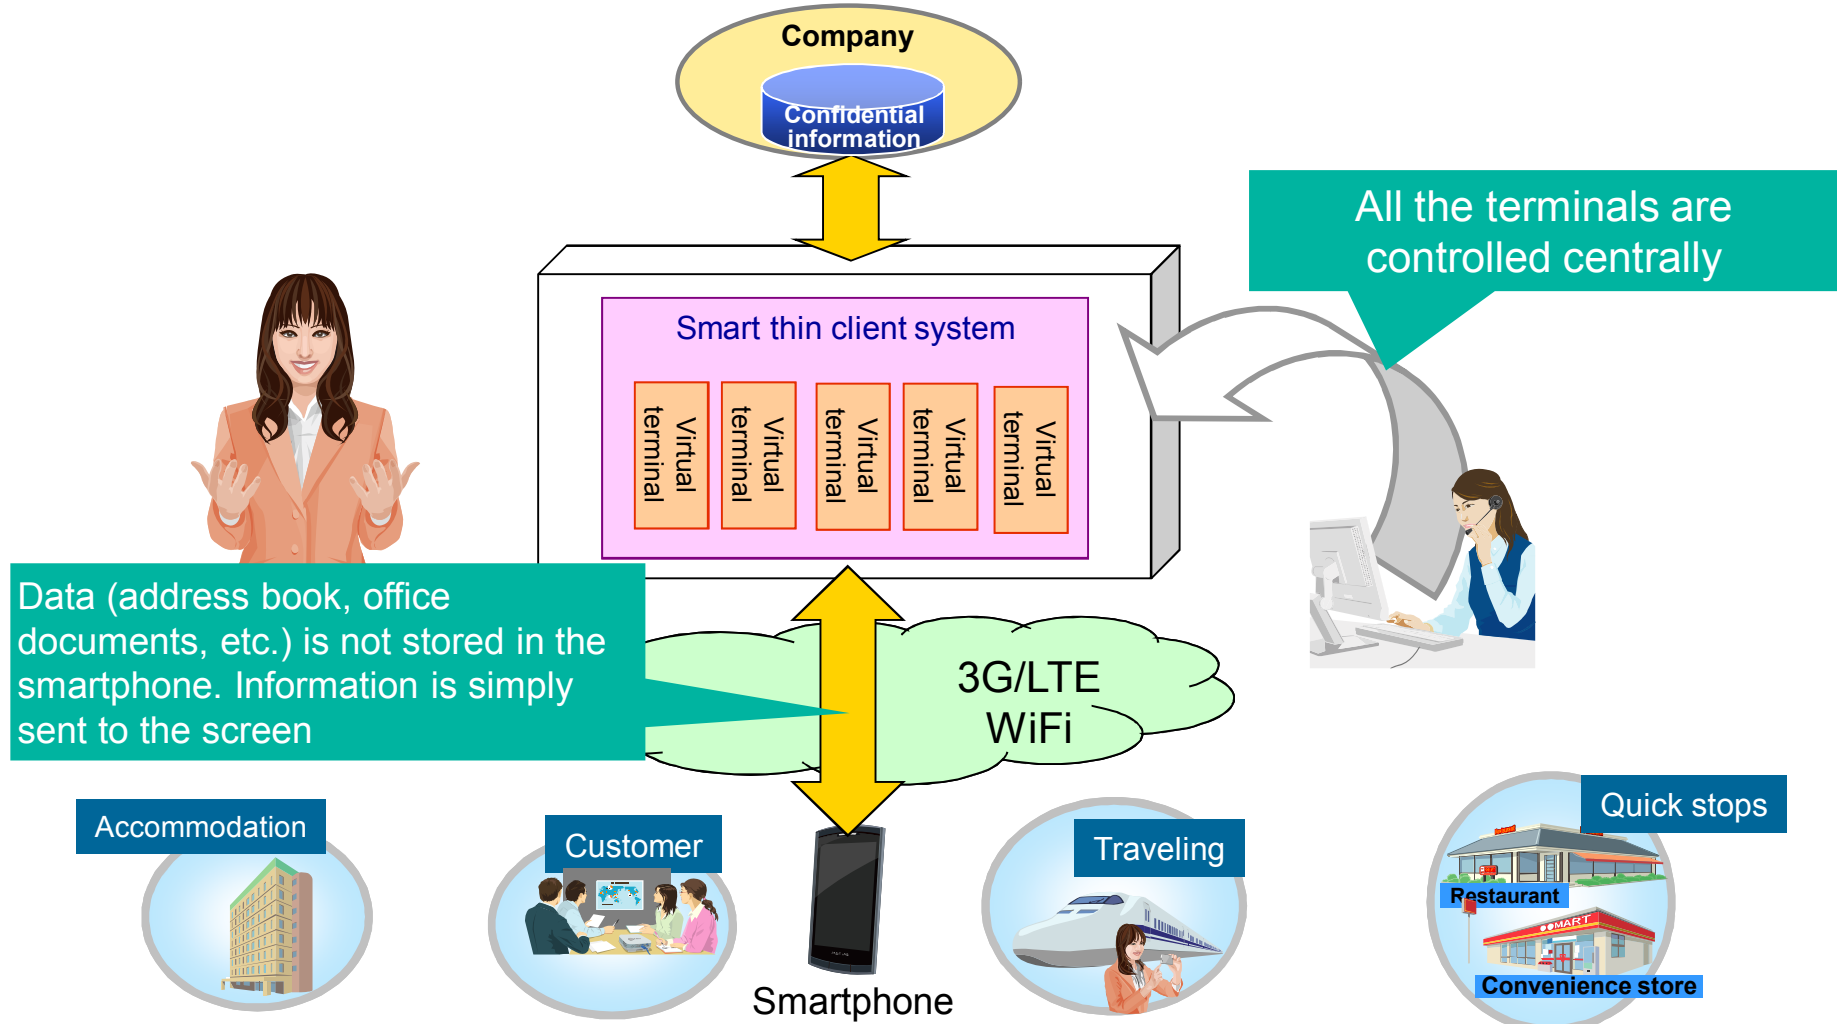 Company
Confidential
information
All the terminals are
controlled centrally
Smart thin client system
Virtual
terminal
Virtual
terminal
Virtual
terminal
Virtual
terminal
Virtual
terminal
Data (address book, office
documents, etc.) is not stored in the
smartphone. Information is simply
sent to the screen
3G/LTE
WiFi
Accommodation
Customer
Traveling
Quick stops
Restaurant
MART
Convenience store
Smartphone